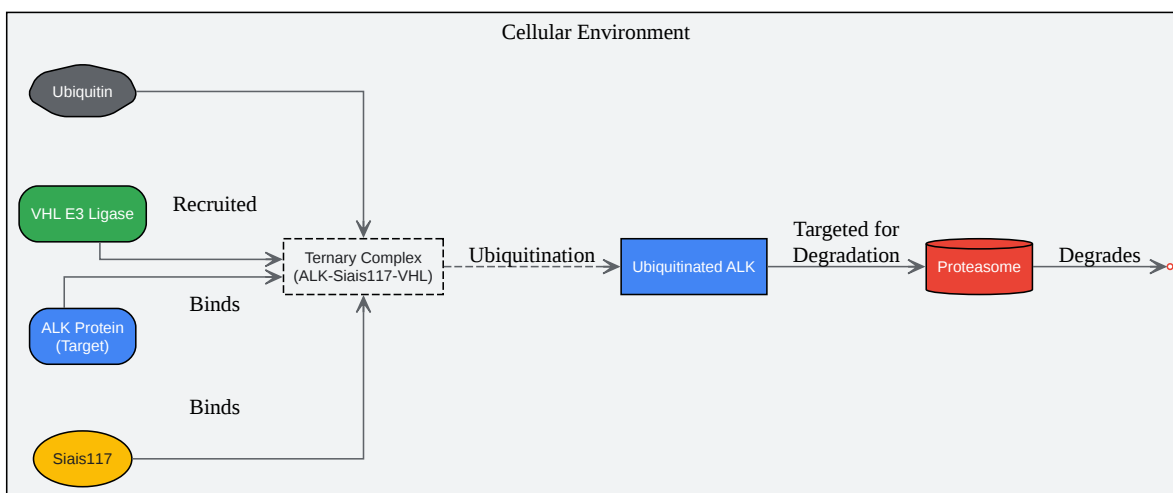 Cellular Environment
Ubiquitin
VHL E3 Ligase
Recruited
Ternary Complex
(ALK-Siais117-VHL)
Ubiquitination
Ubiquitinated ALK
Targeted for
Degradation
Proteasome
Degrades
Binds
ALK Protein
(Target)
Binds
Siais117